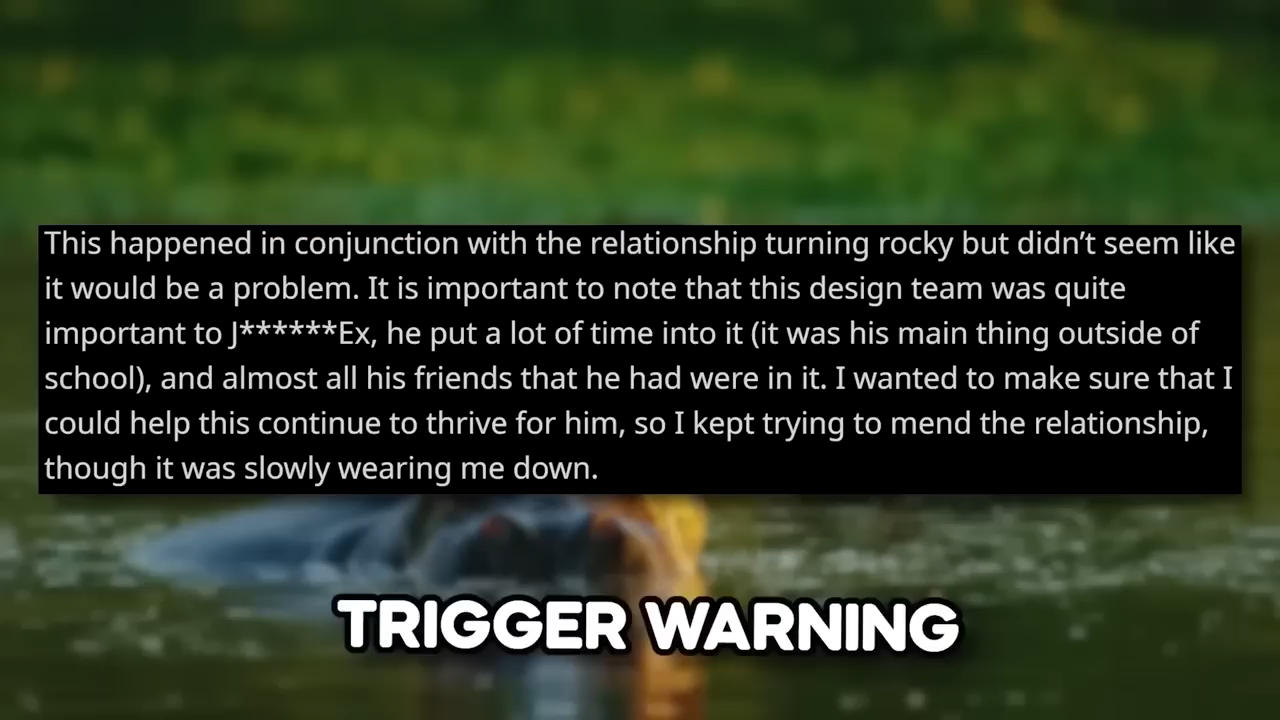 This happened in conjunction with the relationship turning rocky but didn’t seem like
it would be a problem. It is important to note that this design team was quite
important to J******Ex, he put a lot of time into it (it was his main thing outside of
school), and almost all his friends that he had were in it. I wanted to make sure that I
could help this continue to thrive for him, so I kept trying to mend the relationship,
though it was slowly wearing me down.
TRIGGER WARNING